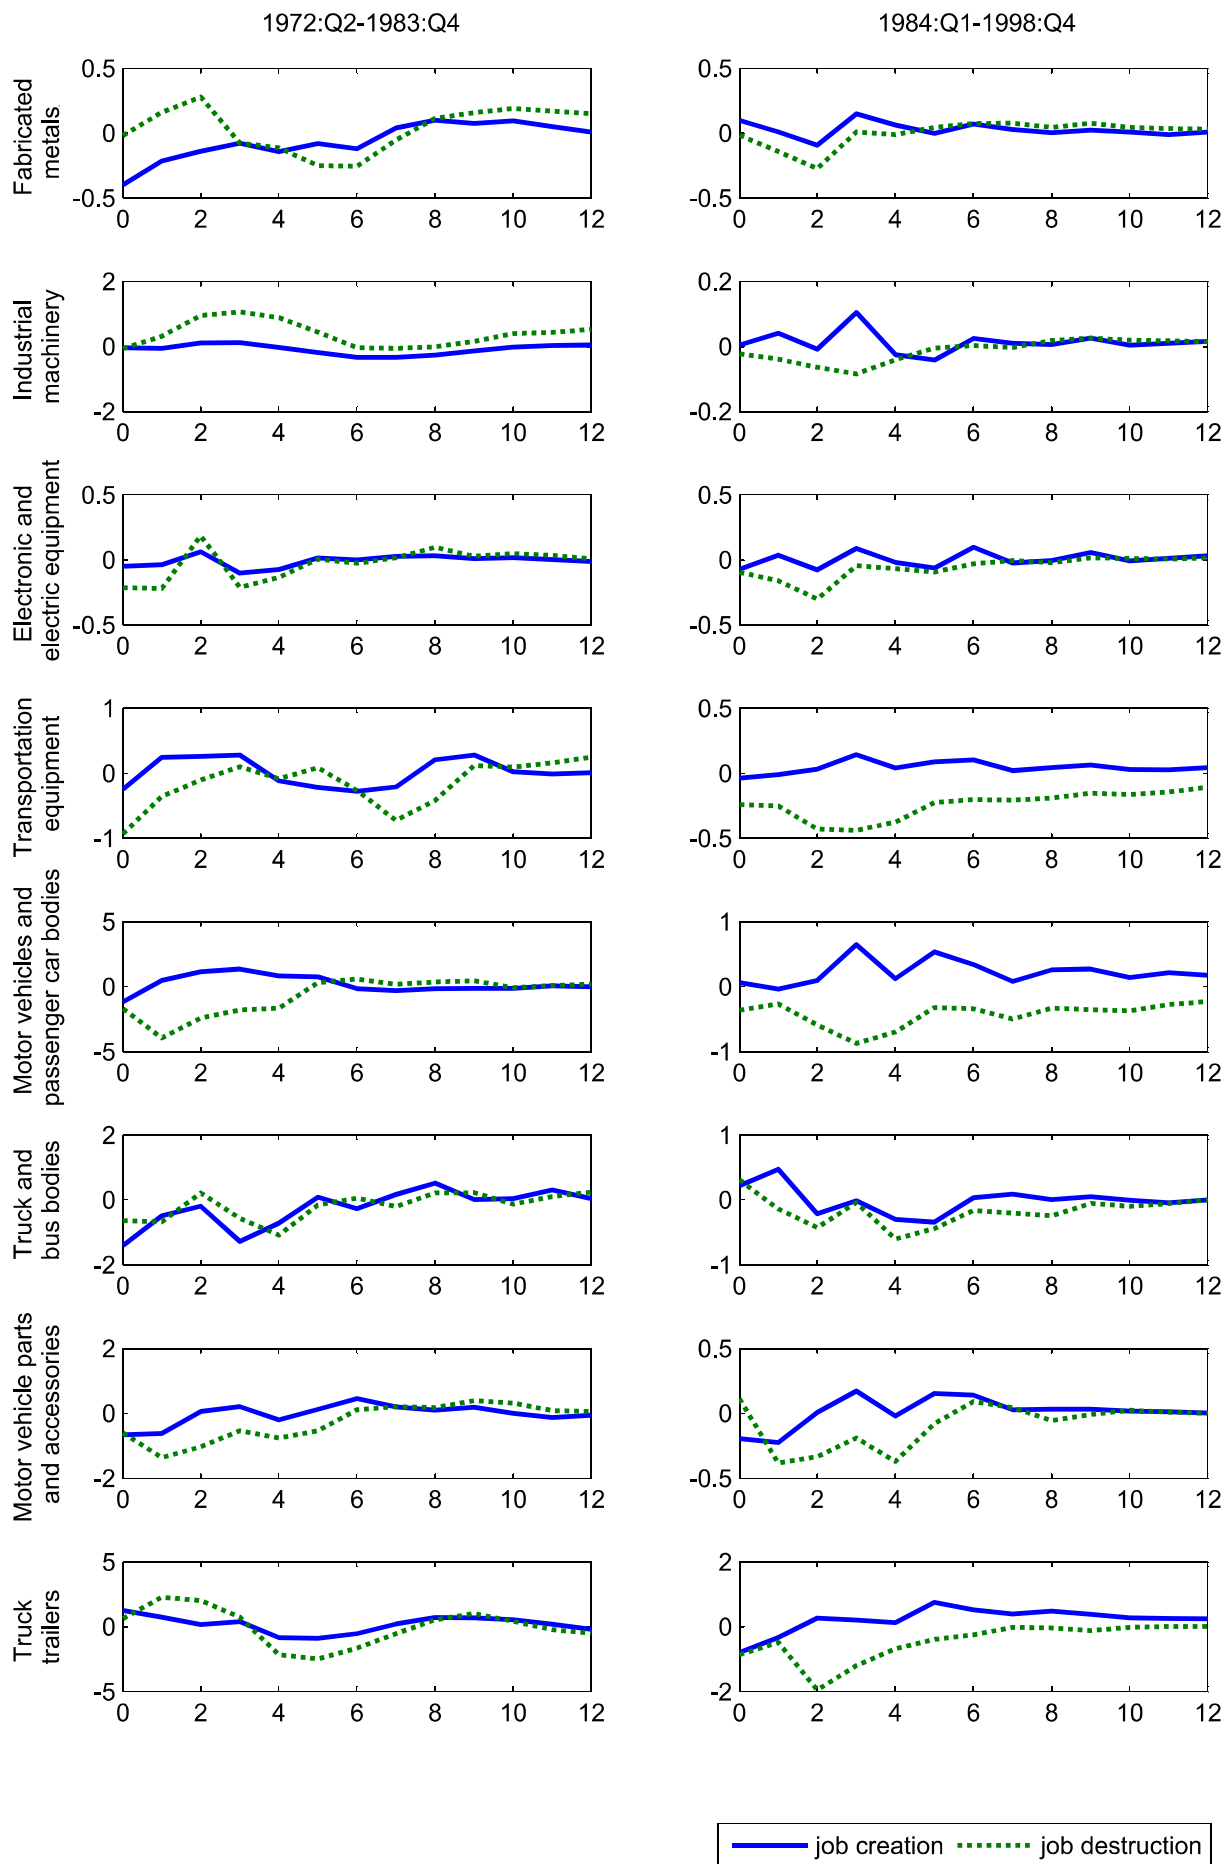 1972:Q2-1983:Q4
1984:Q1-1998:Q4
Fabricated
metals
0.5
0
-0.5
0 2 4 6 8 10 12
0.5
0
-0.5
0 2 4 6 8 10 12
Industrial
machinery
2
0
-2
0 2 4 6 8 10 12
0.2
0
-0.2
0 2 4 6 8 10 12
Electronic and
electric equipment
0.5
0
-0.5
0 2 4 6 8 10 12
0.5
0
-0.5
0 2 4 6 8 10 12
Transportation
equipment
1
0
-1
0 2 4 6 8 10 12
0.5
0
-0.5
0 2 4 6 8 10 12
Motor vehicles and
passenger car bodies
5
0
-5
0 2 4 6 8 10 12
1
0
-1
0 2 4 6 8 10 12
Truck and
bus bodies
2
0
-2
0 2 4 6 8 10 12
1
0
-1
0 2 4 6 8 10 12
Motor vehicle parts
and accessories
2
0
-2
0 2 4 6 8 10 12
0.5
0
-0.5
0 2 4 6 8 10 12
Truck
trailers
5
0
-5
0 2 4 6 8 10 12
2
0
-2
0 2 4 6 8 10 12
job creation
job destruction